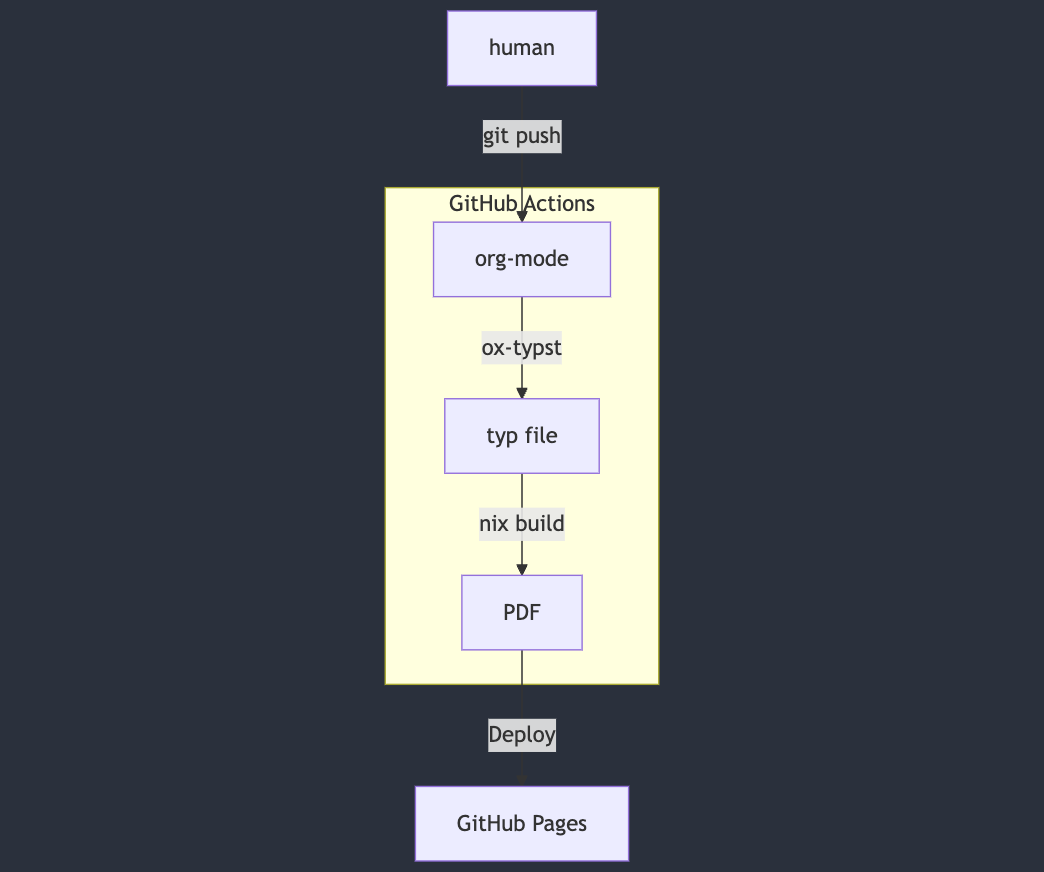 human
git push
GitHub Actions
org-mode
ox-typst
typ file
nix build
PDF
Deploy
GitHub Pages